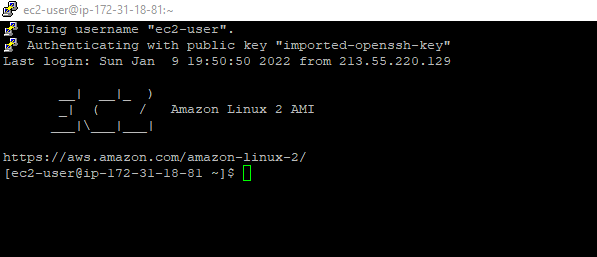 ec2-user@ip-172-31-18-81:~
Using username "ec2-user".
Authenticating with public key "imported-openssh-key"
Last login: Sun Jan  9 19:50:50 2022 from 213.55.220.129
       __|  __|_  )
       _|  (     /   Amazon Linux 2 AMI
      ___|\___|___|
https://aws.amazon.com/amazon-linux-2/
[ec2-user@ip-172-31-18-81 ~]$